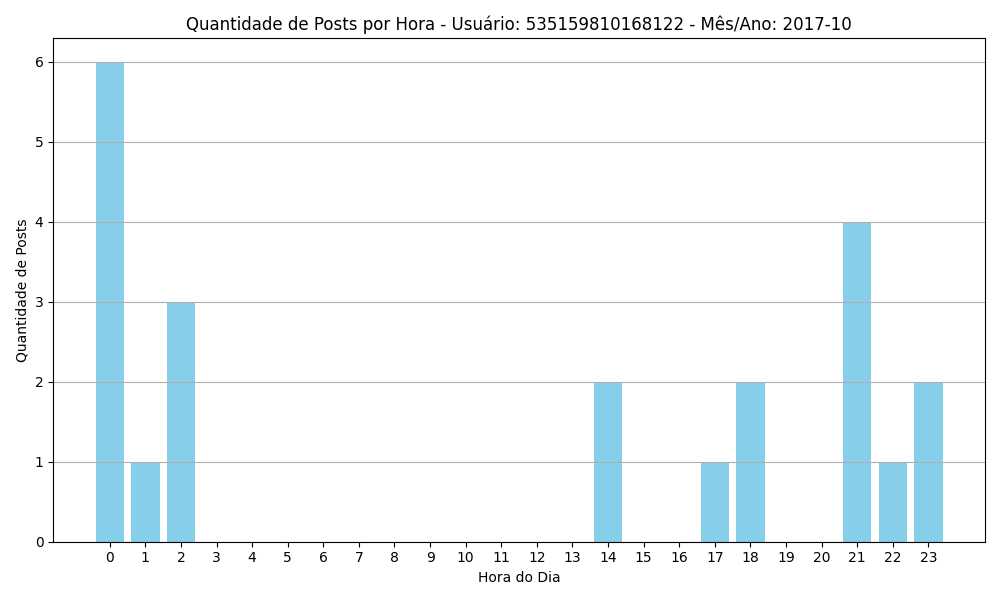 Quantidade de Posts por Hora - Usuário: 535159810168122 - Mês/Ano: 2017-10
Quantidade de Posts
6
5
4
3
2
1
0
0 1 2 3 4 5 6 7 8 9 10 11 12 13 14 15 16 17 18 19 20 21 22 23
Hora do Dia